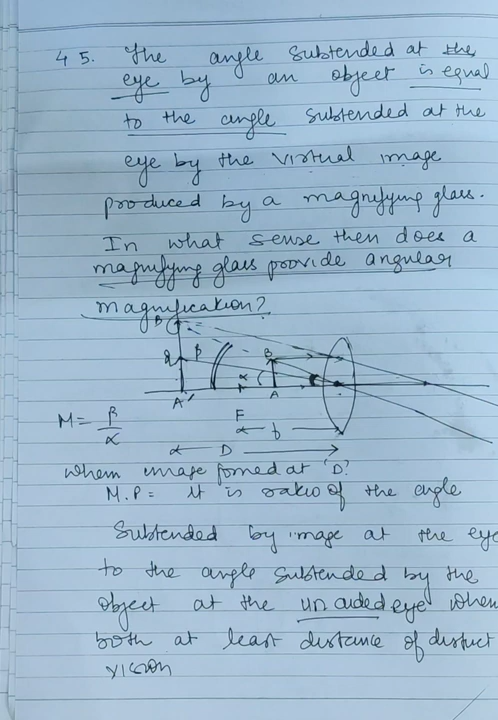 45. The angle subtended at the
eye by an object is equal
to the angle subtended at the
eye by the virtual image
produced by a magnifying glass.
In what sense then does a
magnifying glass provide angular
magnification?
B'
β B
α
A' A
M = β/α
F
f
D
when image formed at 'D'
M.P = It is ratio of the angle
Subtended by image at the eye
to the angle subtended by the
object at the unaided eye when
both at least distance of distinct
vision